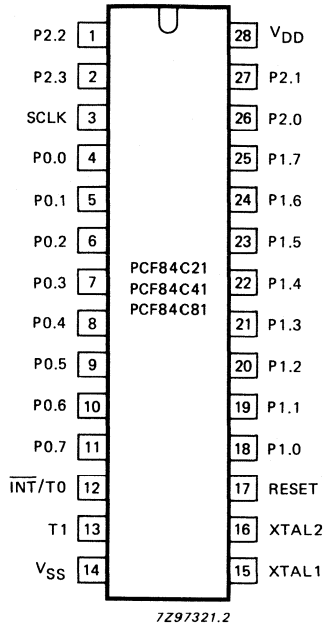 P2.2 1 28 VDD
P2.3 2 27 P2.1
SCLK 3 26 P2.0
P0.0 4 25 P1.7
P0.1 5 24 P1.6
P0.2 6 23 P1.5
PCF84C21
P0.3 7 PCF84C41 22 P1.4
PCF84C81
P0.4 8 21 P1.3
P0.5 9 20 P1.2
P0.6 10 19 P1.1
P0.7 11 18 P1.0
I̅N̅T̅/T0 12 17 RESET
T1 13 16 XTAL2
VSS 14 15 XTAL1
7Z97321.2